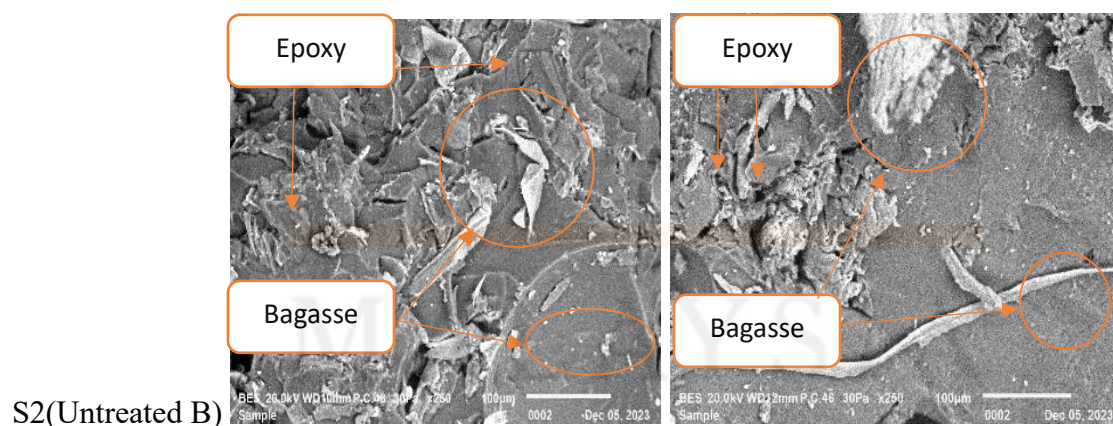 Epoxy
Bagasse
BES 20.0kV WD10mm P.C.46 30Pa x250 100µm
Sample 0002 Dec 05, 2023
Epoxy
Bagasse
BES 20.0kV WD12mm P.C.46 30Pa x250 100µm
Sample 0002 Dec 05, 2023
S2(Untreated B)